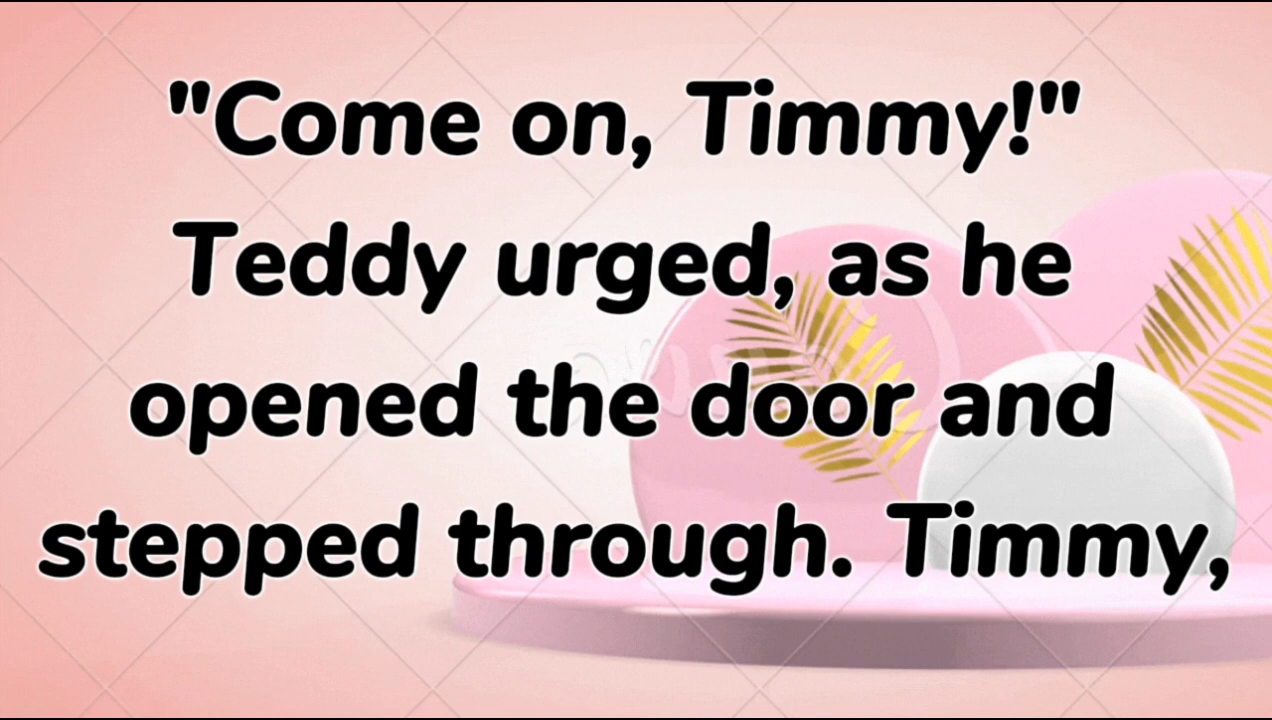 "Come on, Timmy!"
Teddy urged, as he
opened the door and
stepped through. Timmy,